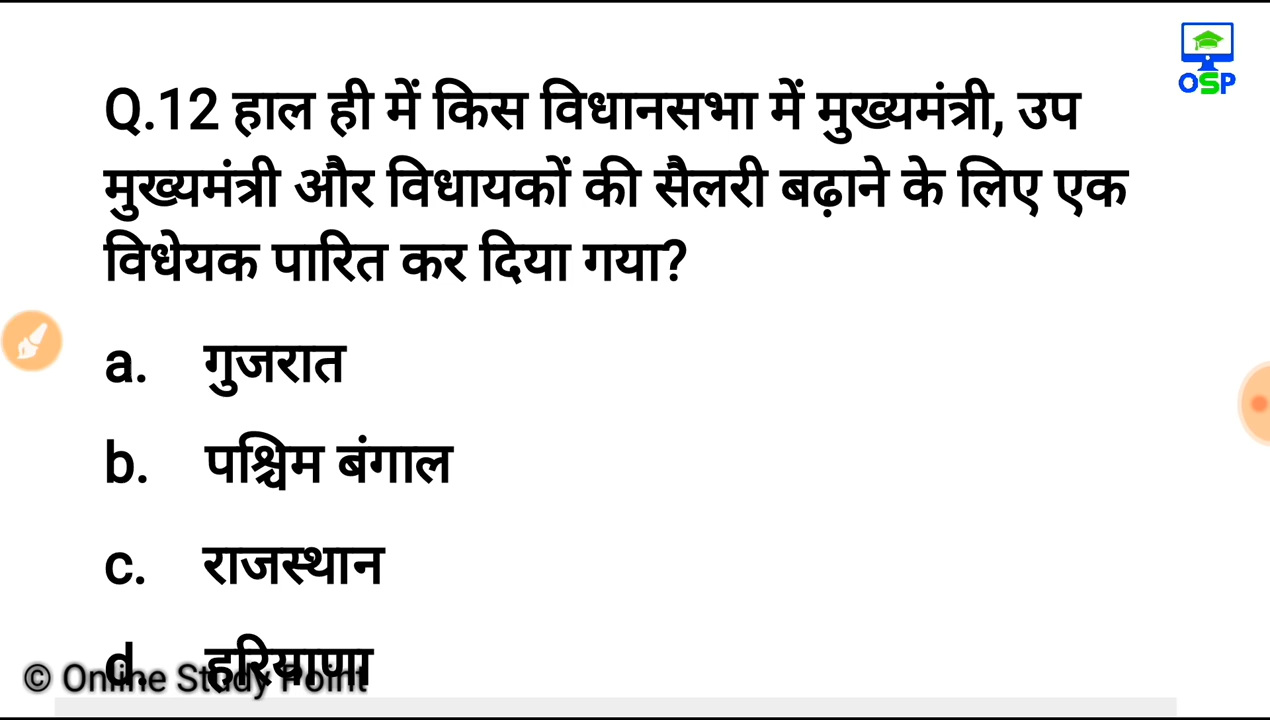 OSP
Q.12 हाल ही में किस विधानसभा में मुख्यमंत्री, उप
मुख्यमंत्री और विधायकों की सैलरी बढ़ाने के लिए एक
विधेयक पारित कर दिया गया?
a. गुजरात
b. पश्चिम बंगाल
c. राजस्थान
d. हरियाणा
© Online Study Point